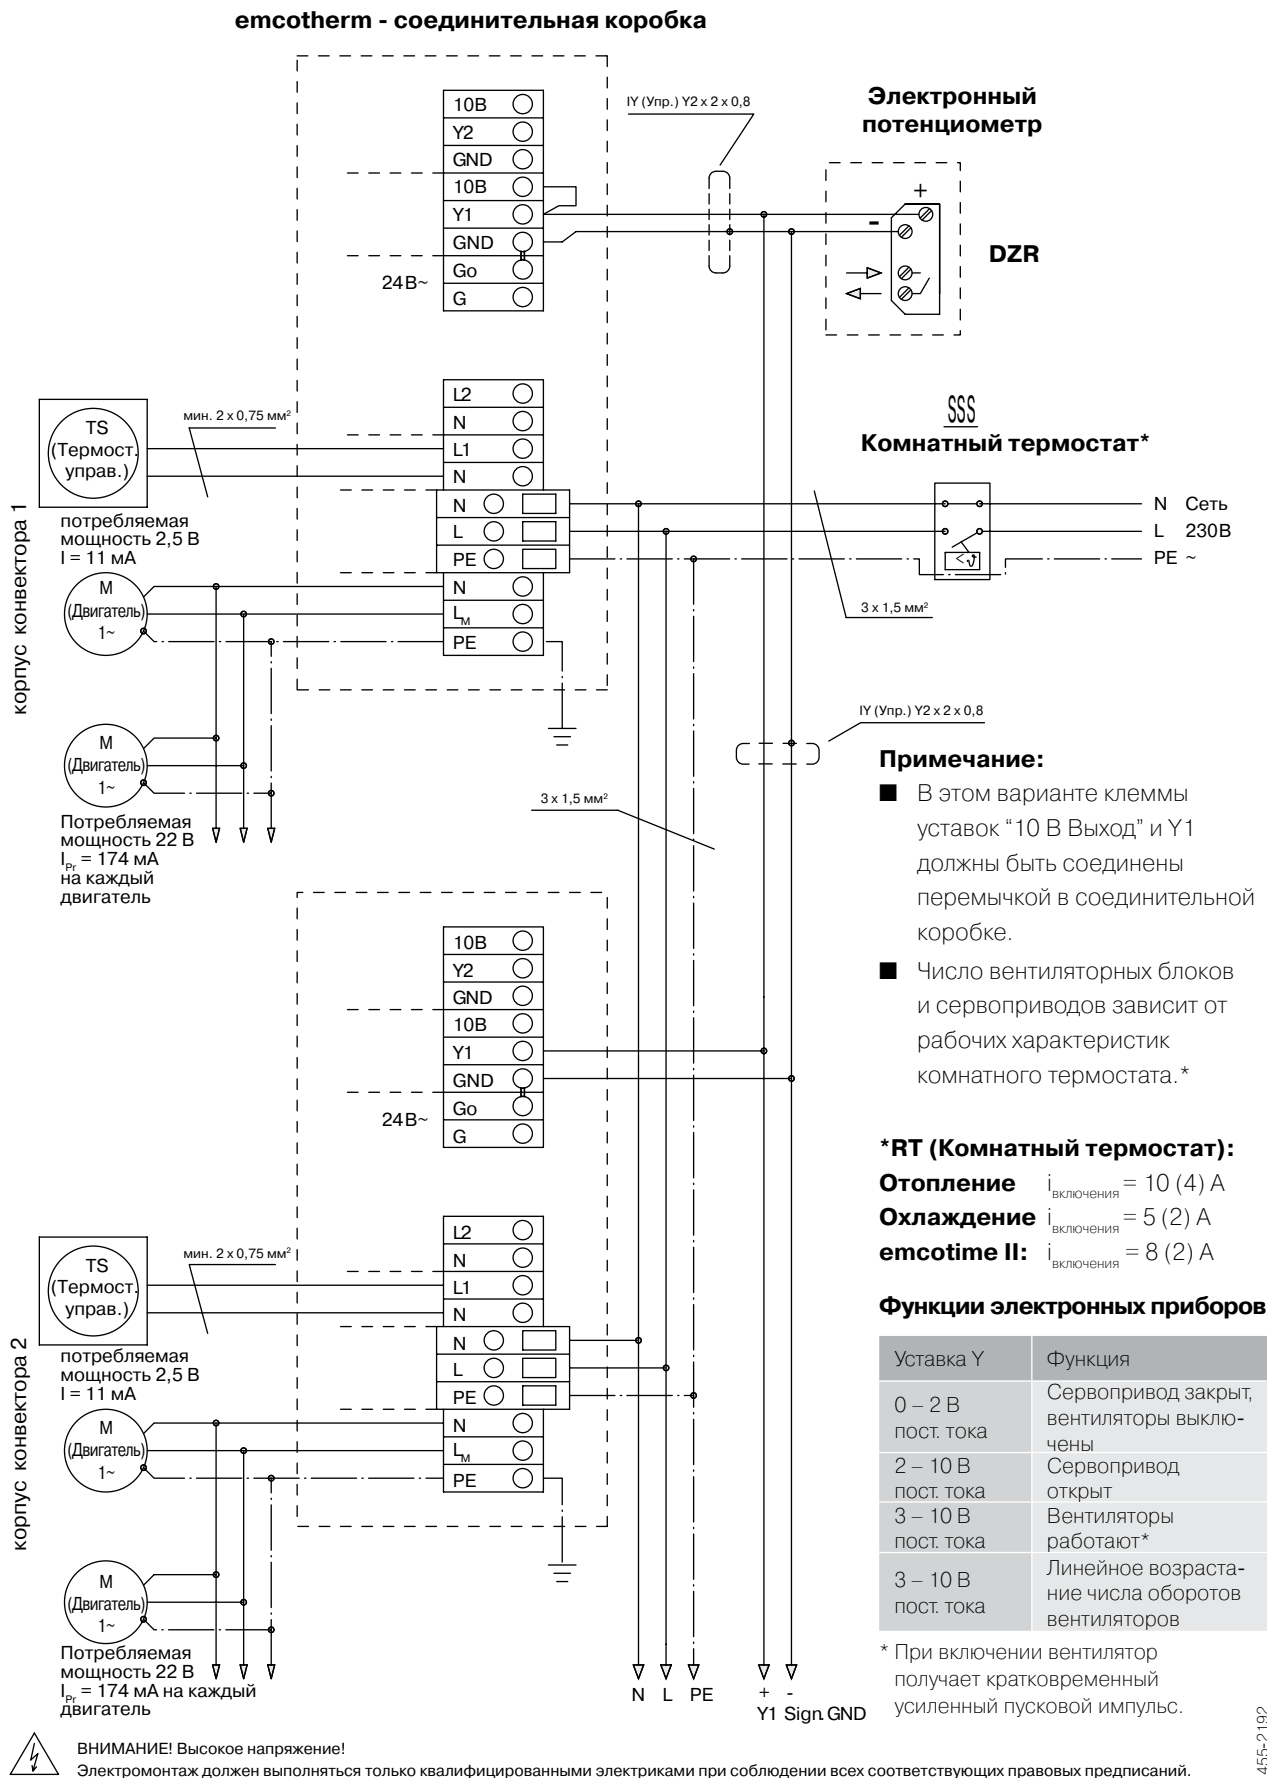 emcotherm - соединительная коробка
10В
Y2
GND
10В
Y1
GND
Go
G
24В~
IY (Упр.) Y2 x 2 x 0,8
Электронный
потенциометр
+
-
DZR
L2
N
L1
N
N
L
PE
N
LM
PE
TS
(Термост.
управ.)
мин. 2 x 0,75 мм²
потребляемая
мощность 2,5 В
I = 11 мА
M
(Двигатель)
1~
корпус конвектора 1
M
(Двигатель)
1~
Потребляемая
мощность 22 В
IPr = 174 мА
на каждый
двигатель
Комнатный термостат*
<ϑ
N Сеть
L 230В
PE ~
3 x 1,5 мм²
IY (Упр.) Y2 x 2 x 0,8
3 x 1,5 мм²
Примечание:
■ В этом варианте клеммы
уставок “10 В Выход” и Y1
должны быть соединены
перемычкой в соединительной
коробке.
■ Число вентиляторных блоков
и сервоприводов зависит от
рабочих характеристик
комнатного термостата.*
10В
Y2
GND
10В
Y1
GND
Go
G
24В~
L2
N
L1
N
N
L
PE
N
LM
PE
TS
(Термост.
управ.)
мин. 2 x 0,75 мм²
потребляемая
мощность 2,5 В
I = 11 мА
M
(Двигатель)
1~
корпус конвектора 2
M
(Двигатель)
1~
Потребляемая
мощность 22 В
IPr = 174 мА на каждый
двигатель
N L PE
+ -
Y1 Sign. GND
*RT (Комнатный термостат):
Отопление iвключения = 10 (4) А
Охлаждение iвключения = 5 (2) А
emcotime II: iвключения = 8 (2) А
Функции электронных приборов
Уставка Y Функция
0 – 2 В
пост. тока
Сервопривод закрыт,
вентиляторы выклю-
чены
2 – 10 В
пост. тока
Сервопривод
открыт
3 – 10 В
пост. тока
Вентиляторы
работают*
3 – 10 В
пост. тока
Линейное возраста-
ние числа оборотов
вентиляторов
* При включении вентилятор
получает кратковременный
усиленный пусковой импульс.
455-2192
ВНИМАНИЕ! Высокое напряжение!
Электромонтаж должен выполняться только квалифицированными электриками при соблюдении всех соответствующих правовых предписаний.